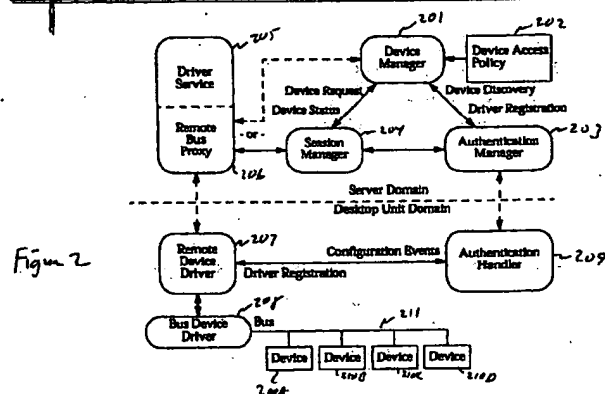 201
202
205
Device Manager
Device Access Policy
Driver Service
Device Request
Device Discovery
Device Status
Driver Registration
- or -
204
203
Remote Bus Proxy
Session Manager
Authentication Manager
206
Server Domain
Desktop Unit Domain
207
Figure 2
Remote Device Driver
Configuration Events
Driver Registration
Authentication Handler
209
208
Bus Device Driver
Bus
211
Device
Device
Device
Device
210A
210B
210C
210D